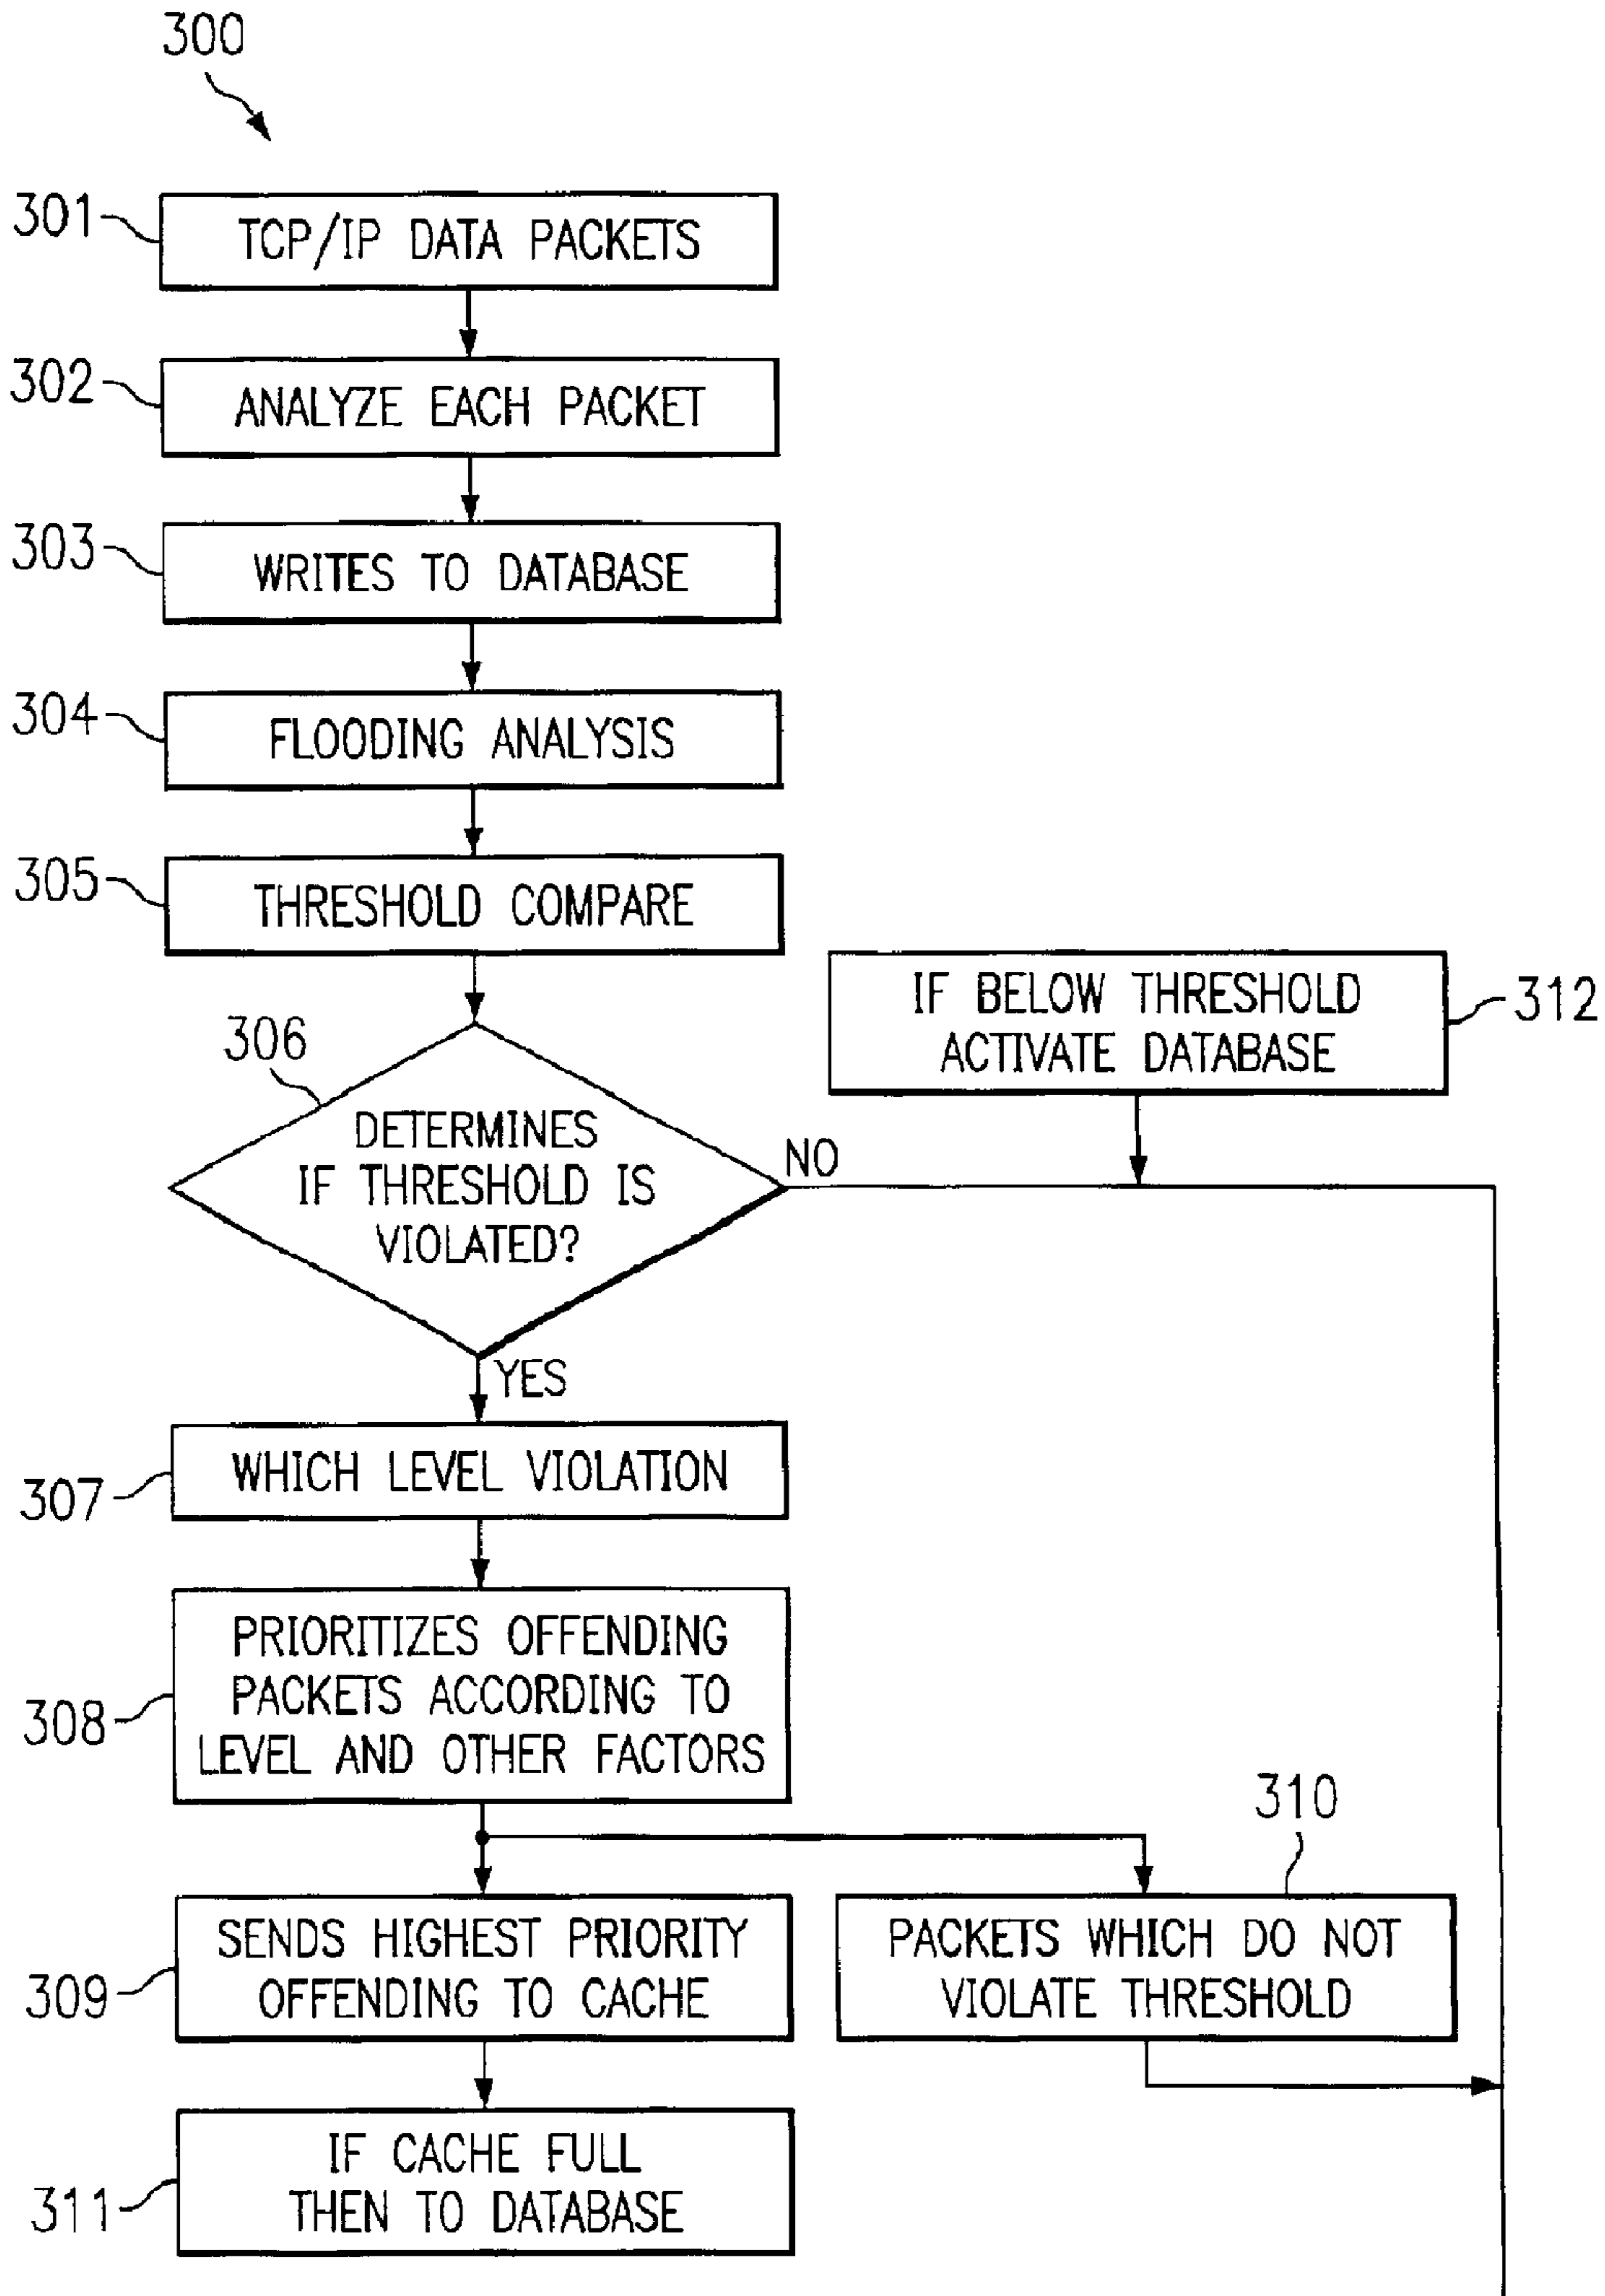 300
301
TCP/IP DATA PACKETS
302
ANALYZE EACH PACKET
303
WRITES TO DATABASE
304
FLOODING ANALYSIS
305
THRESHOLD COMPARE
IF BELOW THRESHOLD
ACTIVATE DATABASE
312
306
DETERMINES
IF THRESHOLD IS
VIOLATED?
NO
YES
307
WHICH LEVEL VIOLATION
308
PRIORITIZES OFFENDING
PACKETS ACCORDING TO
LEVEL AND OTHER FACTORS
310
309
SENDS HIGHEST PRIORITY
OFFENDING TO CACHE
PACKETS WHICH DO NOT
VIOLATE THRESHOLD
311
IF CACHE FULL
THEN TO DATABASE